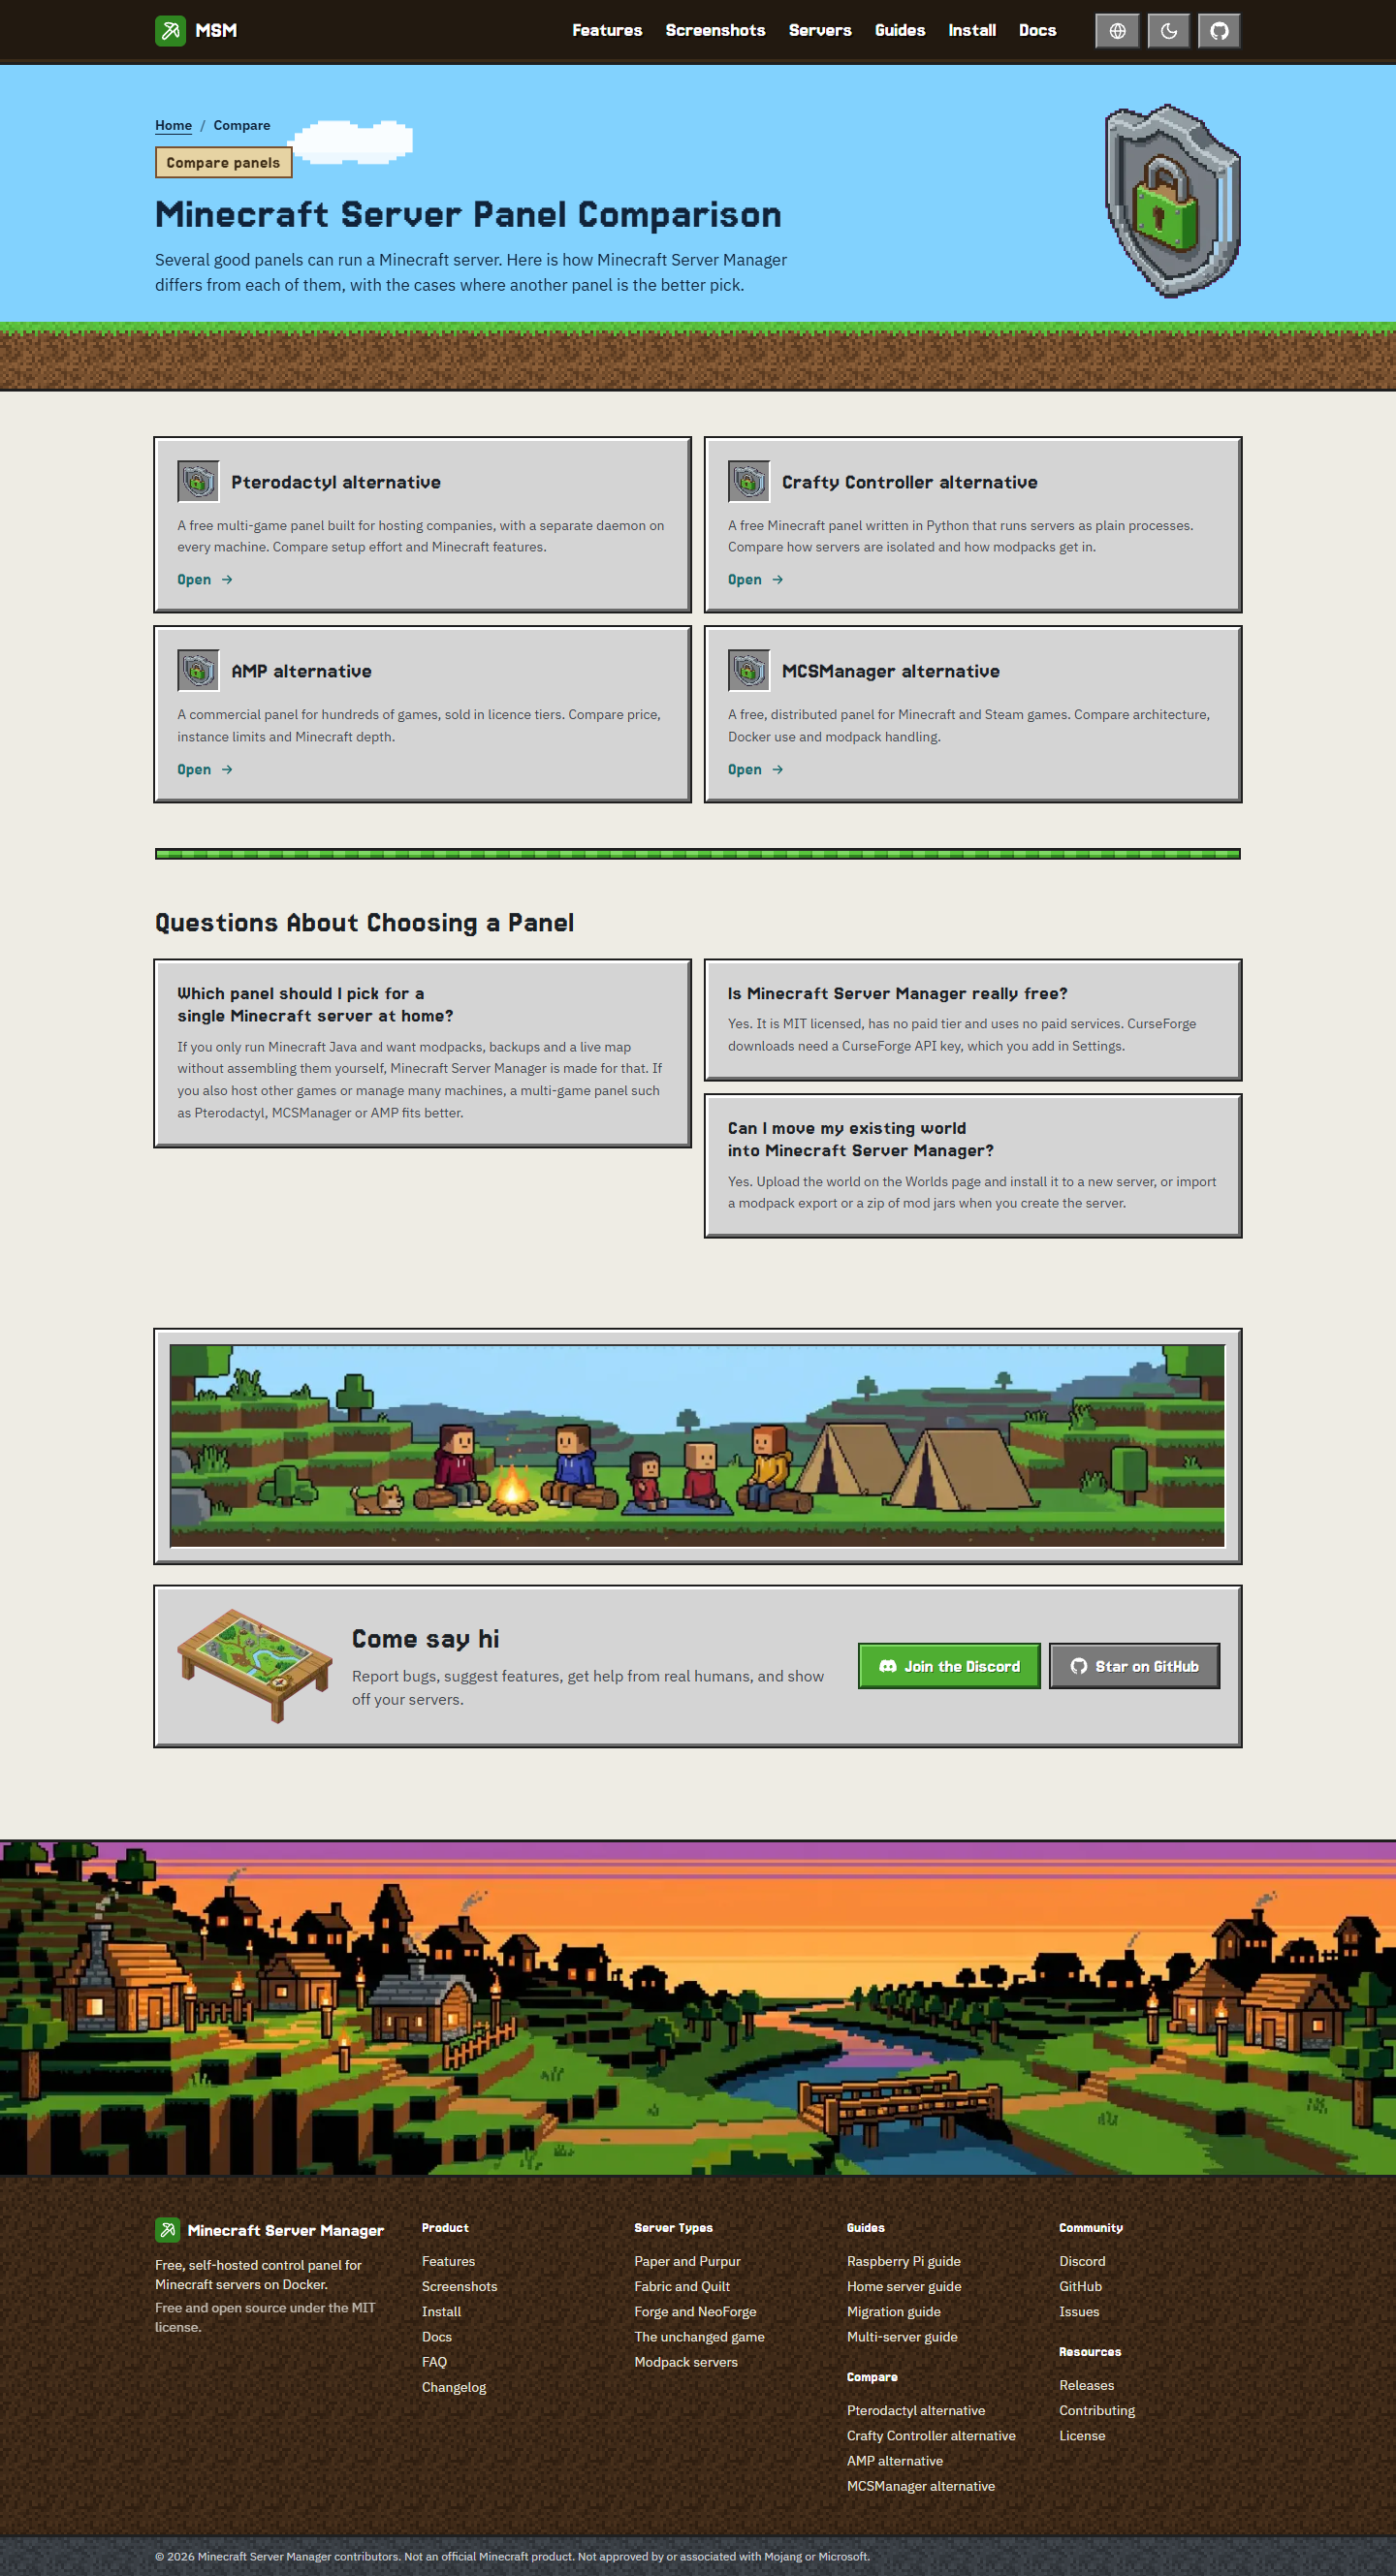 MSM
Features
Screenshots
Servers
Guides
Install
Docs
Home / Compare
Compare panels
Minecraft Server Panel Comparison
Several good panels can run a Minecraft server. Here is how Minecraft Server Manager
differs from each of them, with the cases where another panel is the better pick.
Pterodactyl alternative
A free multi-game panel built for hosting companies, with a separate daemon on
every machine. Compare setup effort and Minecraft features.
Open →
Crafty Controller alternative
A free Minecraft panel written in Python that runs servers as plain processes.
Compare how servers are isolated and how modpacks get in.
Open →
AMP alternative
A commercial panel for hundreds of games, sold in licence tiers. Compare price,
instance limits and Minecraft depth.
Open →
MCSManager alternative
A free, distributed panel for Minecraft and Steam games. Compare architecture,
Docker use and modpack handling.
Open →
Questions About Choosing a Panel
Which panel should I pick for a
single Minecraft server at home?
If you only run Minecraft Java and want modpacks, backups and a live map
without assembling them yourself, Minecraft Server Manager is made for that. If
you also host other games or manage many machines, a multi-game panel such
as Pterodactyl, MCSManager or AMP fits better.
Is Minecraft Server Manager really free?
Yes. It is MIT licensed, has no paid tier and uses no paid services. CurseForge
downloads need a CurseForge API key, which you add in Settings.
Can I move my existing world
into Minecraft Server Manager?
Yes. Upload the world on the Worlds page and install it to a new server, or import
a modpack export or a zip of mod jars when you create the server.
Come say hi
Report bugs, suggest features, get help from real humans, and show
off your servers.
Join the Discord
Star on GitHub
Minecraft Server Manager
Free, self-hosted control panel for
Minecraft servers on Docker.
Free and open source under the MIT
license.
Product
Features
Screenshots
Install
Docs
FAQ
Changelog
Server Types
Paper and Purpur
Fabric and Quilt
Forge and NeoForge
The unchanged game
Modpack servers
Guides
Raspberry Pi guide
Home server guide
Migration guide
Multi-server guide
Compare
Pterodactyl alternative
Crafty Controller alternative
AMP alternative
MCSManager alternative
Community
Discord
GitHub
Issues
Resources
Releases
Contributing
License
© 2026 Minecraft Server Manager contributors. Not an official Minecraft product. Not approved by or associated with Mojang or Microsoft.